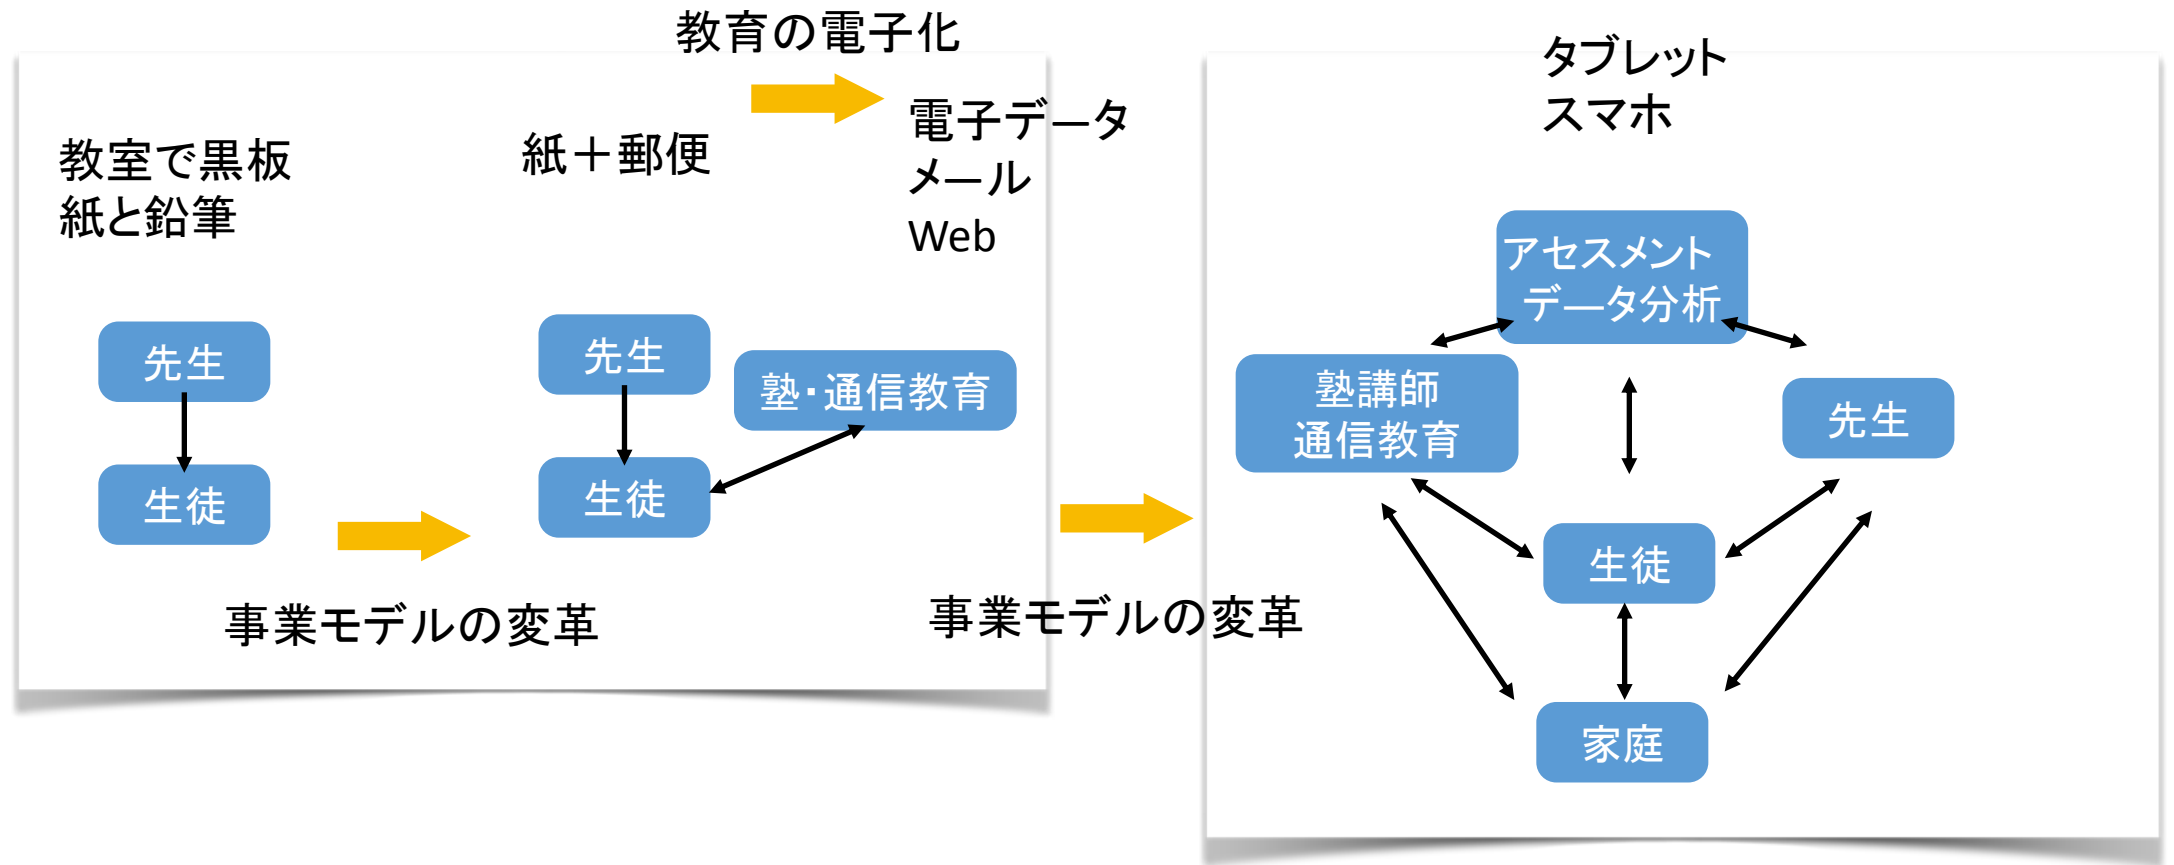 教育の電子化
教室で黒板
紙と鉛筆
紙＋郵便
電子データ
メール
Web
先生
生徒
先生
塾・通信教育
生徒
事業モデルの変革
事業モデルの変革
タブレット
スマホ
アセスメント
データ分析
塾講師
通信教育
先生
生徒
家庭